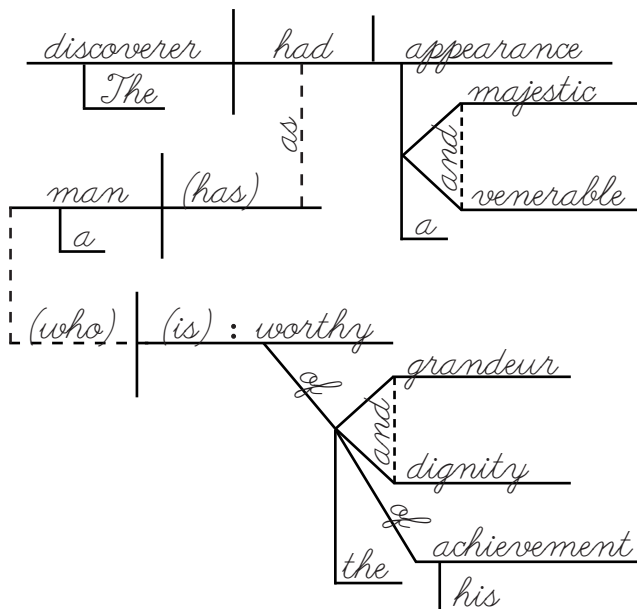 discoverer had appearance
The
majestic
as
and
man (has)
venerable
a
a
(who) (is) : worthy
grandeur
of
and
dignity
of
achievement
the
his